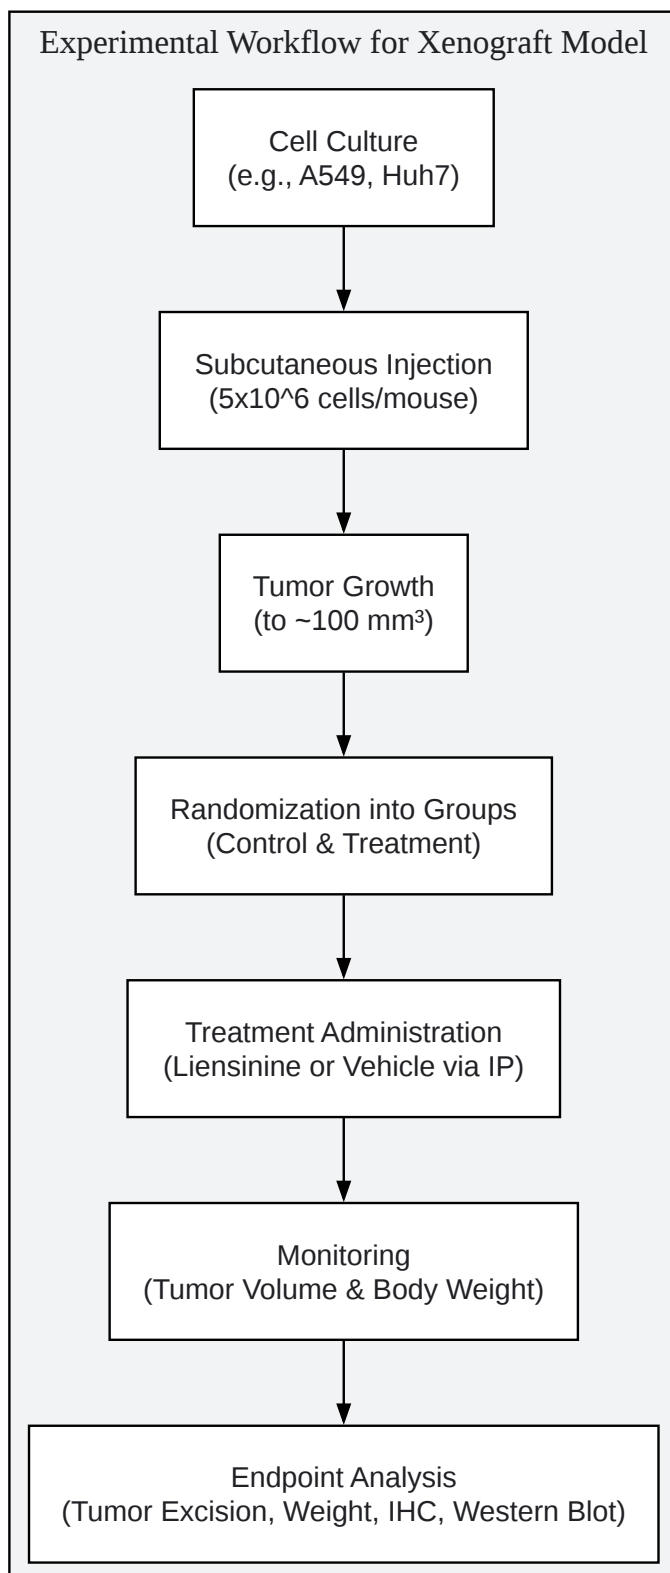 Experimental Workflow for Xenograft Model
Cell Culture
(e.g., A549, Huh7)
Subcutaneous Injection
(5x10^6 cells/mouse)
Tumor Growth
(to ~100 mm³)
Randomization into Groups
(Control & Treatment)
Treatment Administration
(Liensinine or Vehicle via IP)
Monitoring
(Tumor Volume & Body Weight)
Endpoint Analysis
(Tumor Excision, Weight, IHC, Western Blot)